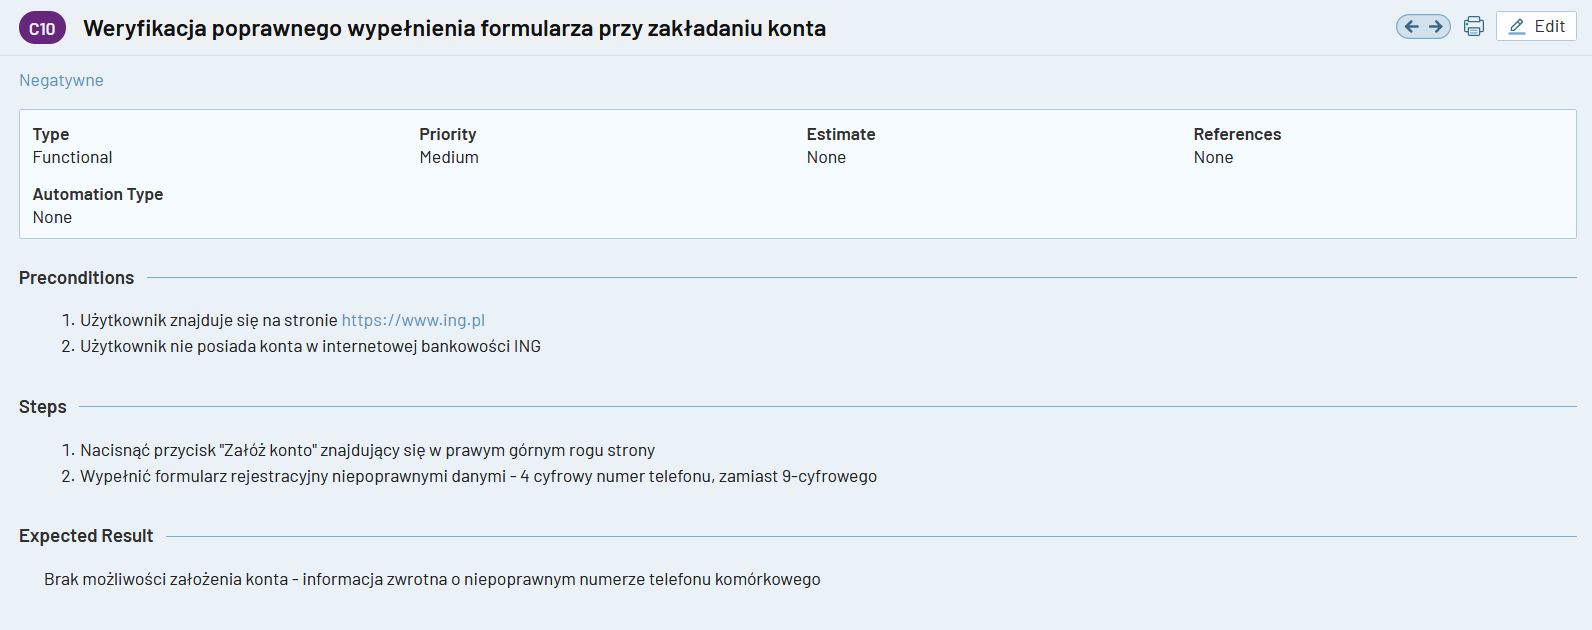 C10 Weryfikacja poprawnego wypełnienia formularza przy zakładaniu konta Edit
Negatywne
Type Priority Estimate References
Functional Medium None None
Automation Type
None
Preconditions
1. Użytkownik znajduje się na stronie https://www.ing.pl
2. Użytkownik nie posiada konta w internetowej bankowości ING
Steps
1. Nacisnąć przycisk "Załóż konto" znajdujący się w prawym górnym rogu strony
2. Wypełnić formularz rejestracyjny niepoprawnymi danymi - 4 cyfrowy numer telefonu, zamiast 9-cyfrowego
Expected Result
Brak możliwości założenia konta - informacja zwrotna o niepoprawnym numerze telefonu komórkowego